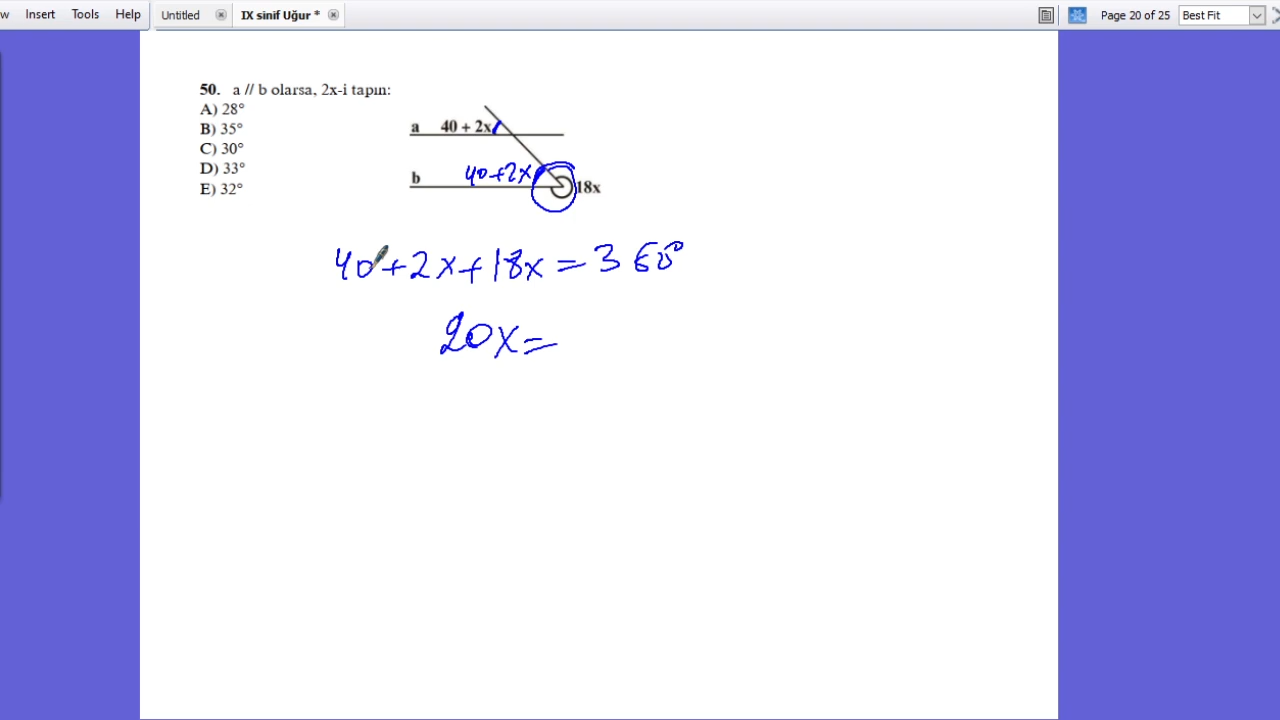 w Insert Tools Help Untitled IX sinif Uğur * Page 20 of 25 Best Fit
50. a // b olarsa, 2x-i tapın:
A) 28°
B) 35°
C) 30°
D) 33°
E) 32°
a 40 + 2x
b 40+2x 18x
40°+2x+18x=360°
20x=